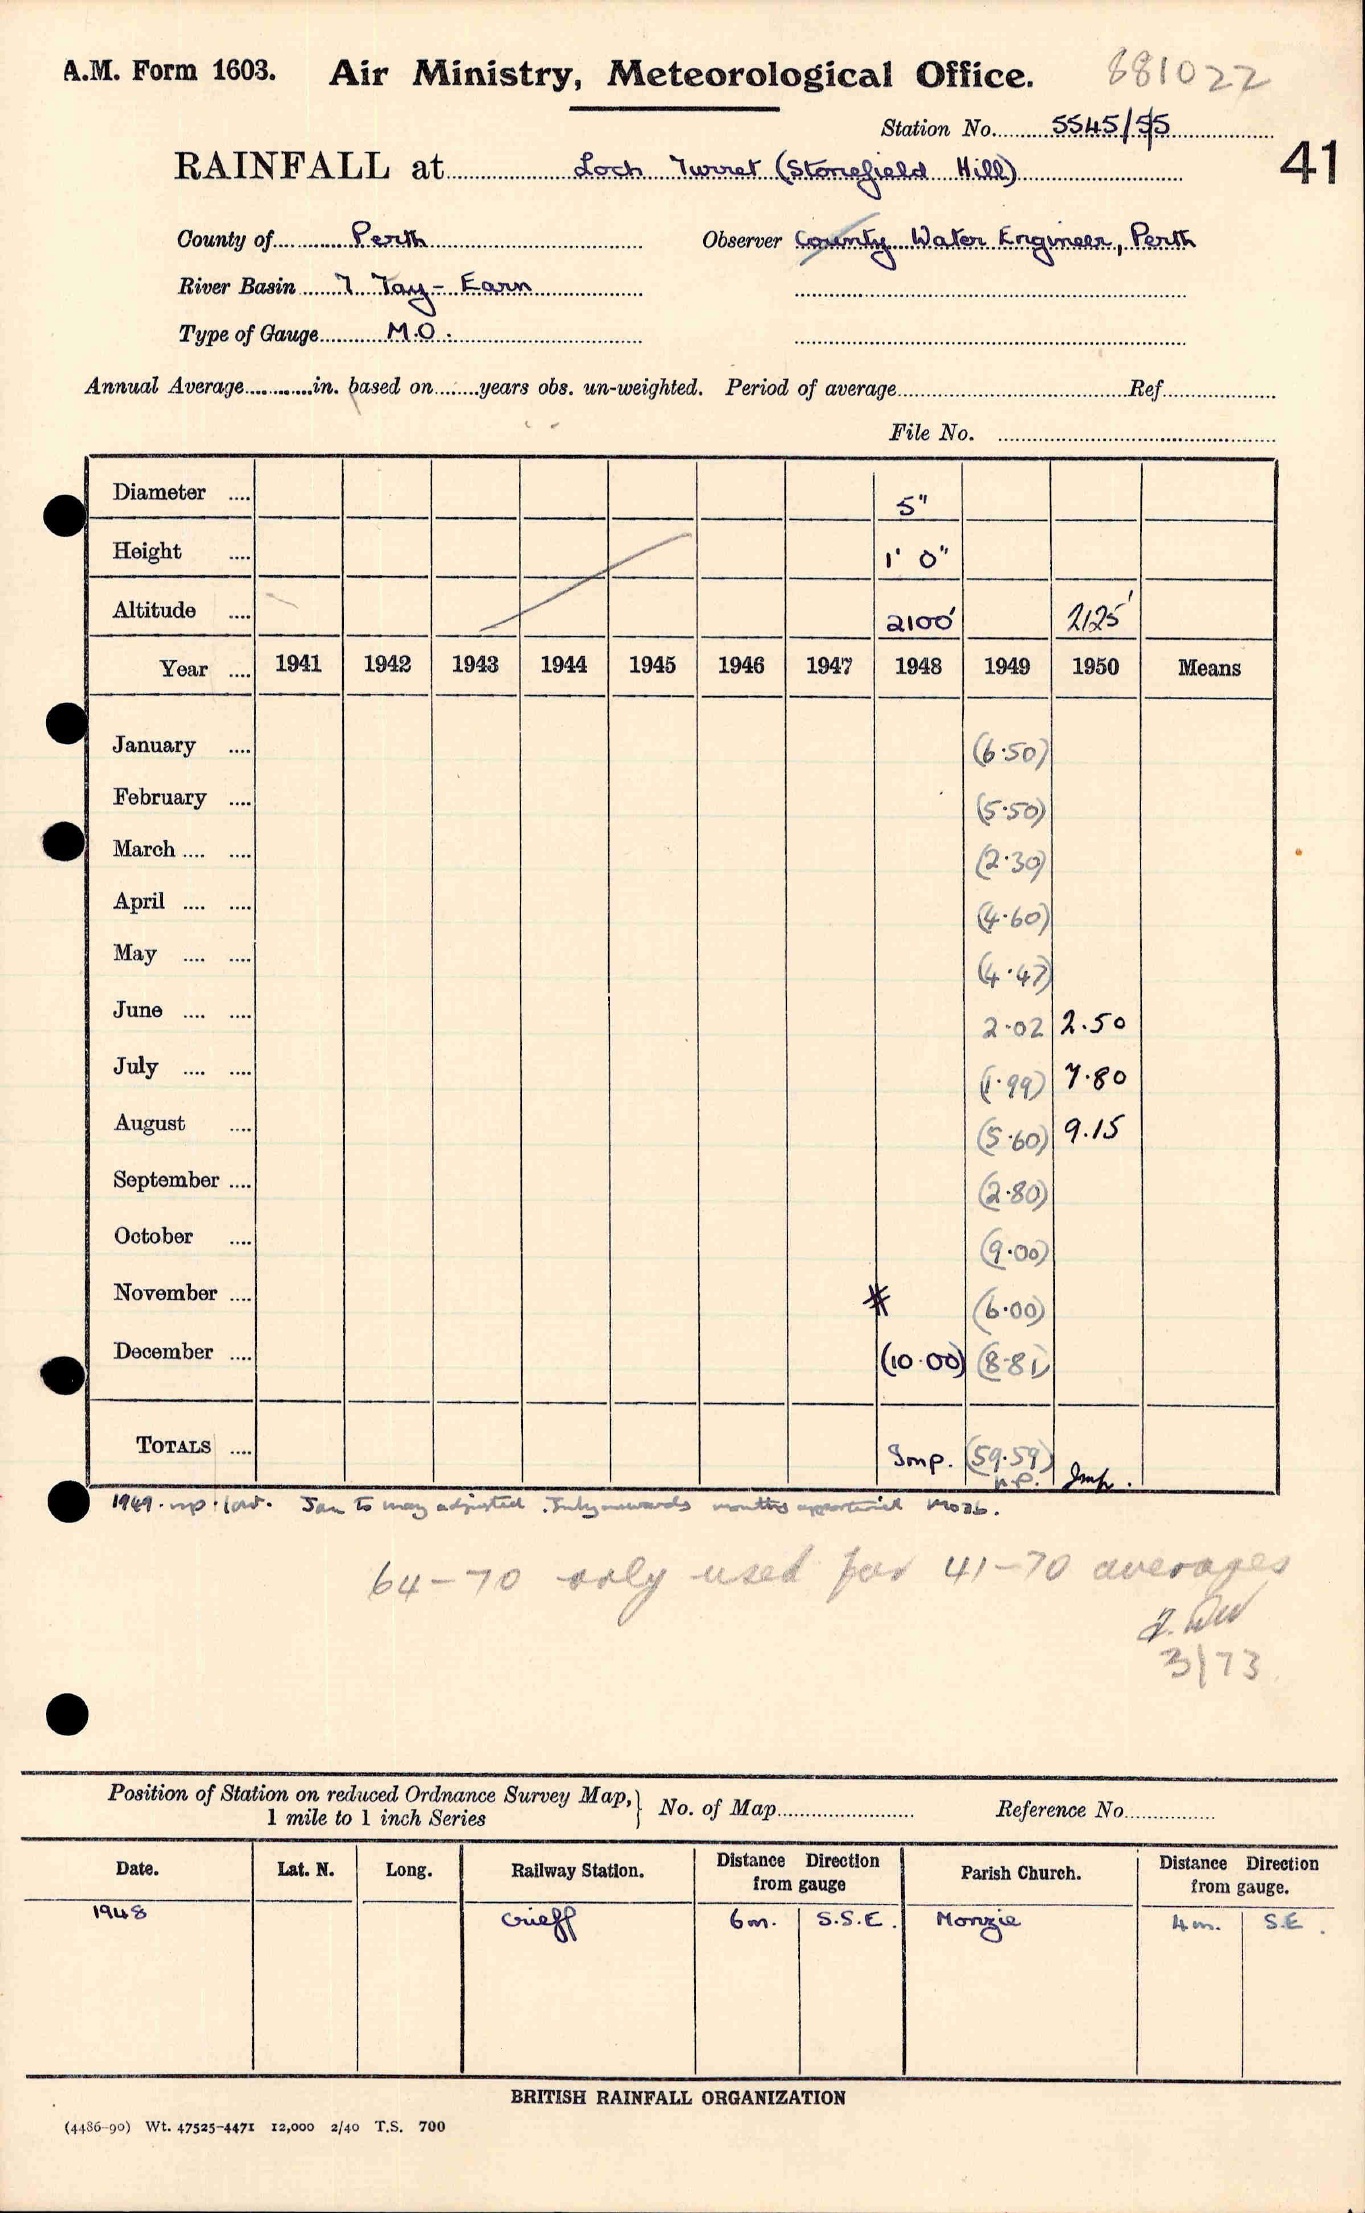 A.M. Form 1603. Air Ministry, Meteorological Office. 881022
Station No. 5545/55
41
RAINFALL at Loch Turret (Stonefield Hill)
County of Perth Observer County Water Engineer, Perth
River Basin 7 Tay - Earn
Type of Gauge M.O.
Annual Average in. based on years obs. un-weighted. Period of average Ref
File No.
Diameter 5"
Height 1' 0"
Altitude 2100' 2125'
Year 1941 1942 1943 1944 1945 1946 1947 1948 1949 1950 Means
January (6.50)
February (5.50)
March (2.30)
April (4.60)
May (4.47)
June 2.02 2.50
July (1.99) 7.80
August (5.60) 9.15
September (2.80)
October (9.00)
November # (6.00)
December (10.00) (8.81)
TOTALS Imp. (59.59) Imp.
n.p.
1949. n.p. Jan to May adjusted. July onwards months apportioned
64-70 only used for 41-70 averages
3/73
Position of Station on reduced Ordnance Survey Map, No. of Map Reference No.
1 mile to 1 inch Series
Date. Lat. N. Long. Railway Station. Distance from gauge Direction Parish Church. Distance from gauge. Direction
1948 Crieff 6m. S.S.E. Monzie 4m. S.E.
BRITISH RAINFALL ORGANIZATION
(4486-90) Wt. 47525-4471 12,000 2/40 T.S. 700